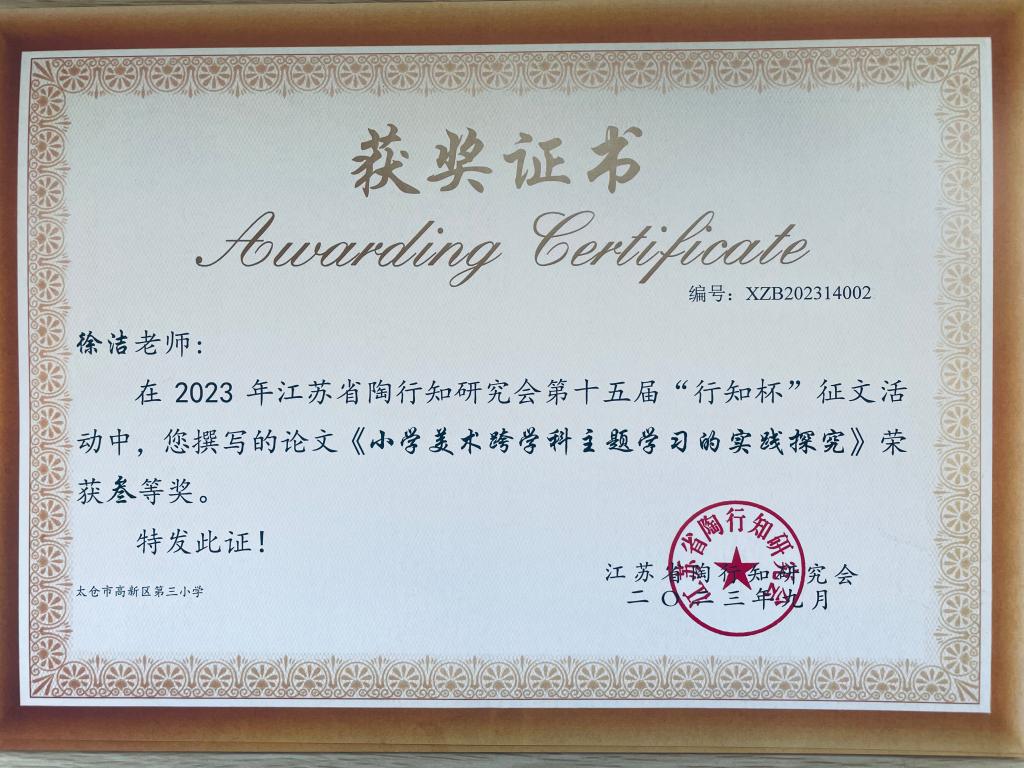 获奖证书
Awarding Certificate
编号：XZB202314002
徐洁老师：
在 2023 年江苏省陶行知研究会第十五届“行知杯”征文活
动中，您撰写的论文《小学美术跨学科主题学习的实践探究》荣
获叁等奖。
特发此证！
江苏省陶行知研究会
江苏省陶行知研究会
太仓市高新区第三小学
二〇二三年九月